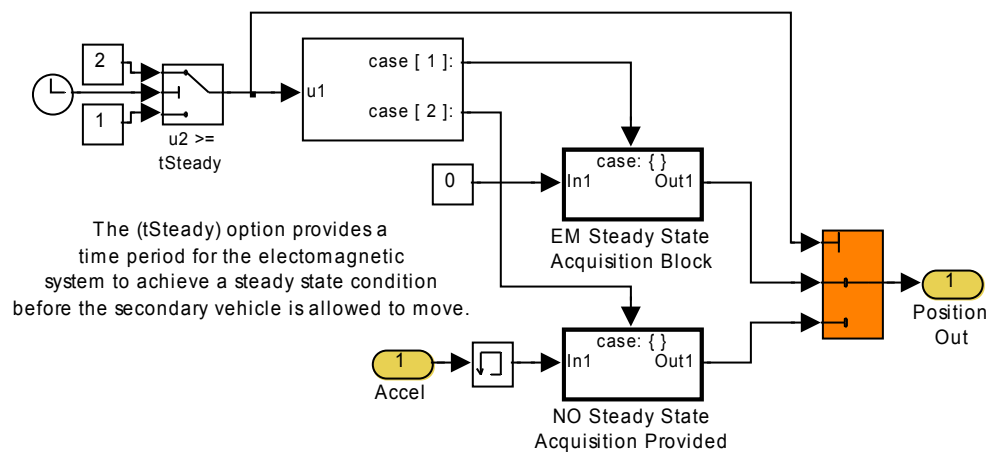 2
1
u2 >=
tSteady
u1
case [ 1 ]:
case [ 2 ]:
0
case: { }
In1
Out1
EM Steady State
Acquisition Block
The (tSteady) option provides a
time period for the electomagnetic
system to achieve a steady state condition
before the secondary vehicle is allowed to move.
1
Position
Out
1
Accel
case: { }
In1
Out1
NO Steady State
Acquisition Provided